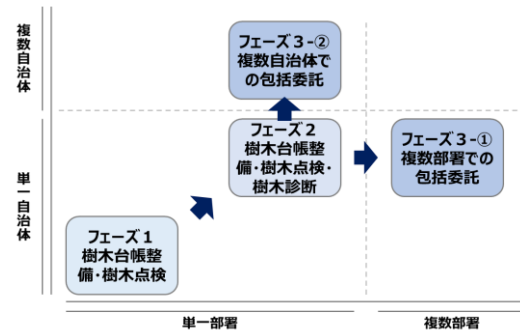 複数自治体
フェーズ３-②
複数自治体で
の包括委託
フェーズ２
樹木台帳整
備・樹木点検・
樹木診断
フェーズ３-①
複数部署での
包括委託
単一自治体
フェーズ１
樹木台帳整
備・樹木点検
単一部署
複数部署